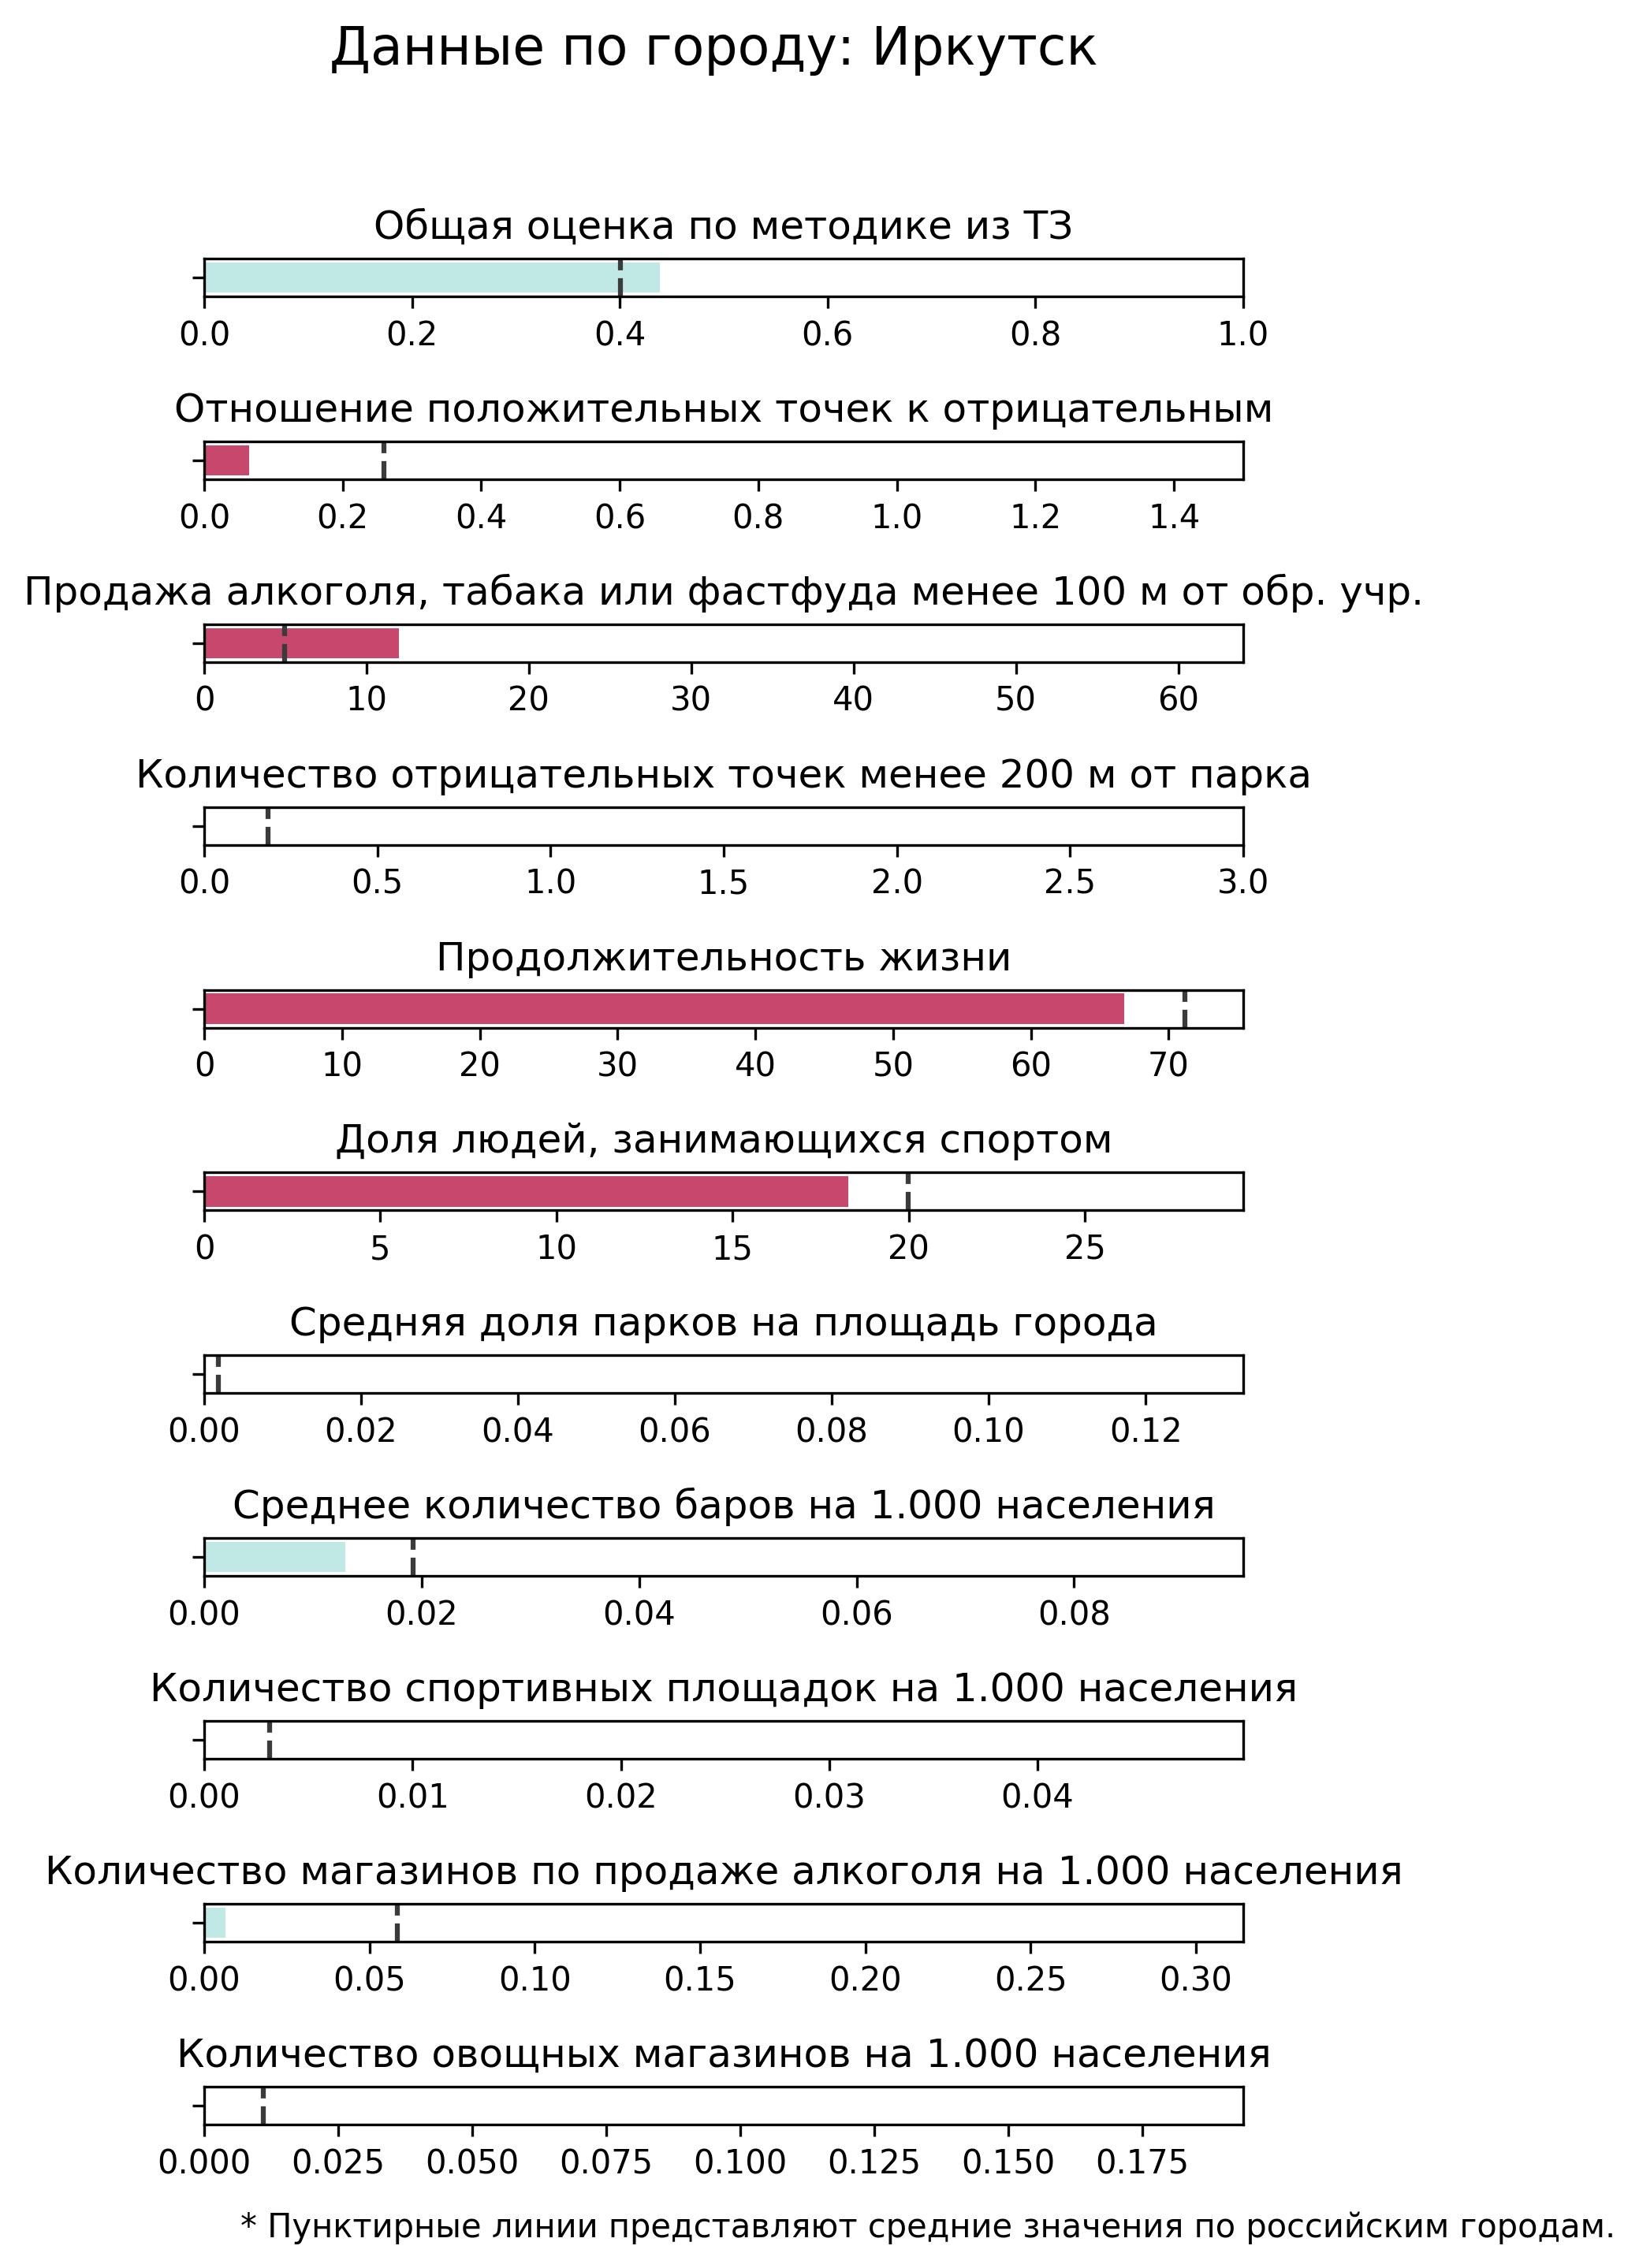 Данные по городу: Иркутск
Общая оценка по методике из ТЗ
0.0 0.2 0.4 0.6 0.8 1.0
Отношение положительных точек к отрицательным
0.0 0.2 0.4 0.6 0.8 1.0 1.2 1.4
Продажа алкоголя, табака или фастфуда менее 100 м от обр. учр.
0 10 20 30 40 50 60
Количество отрицательных точек менее 200 м от парка
0.0 0.5 1.0 1.5 2.0 2.5 3.0
Продолжительность жизни
0 10 20 30 40 50 60 70
Доля людей, занимающихся спортом
0 5 10 15 20 25
Средняя доля парков на площадь города
0.00 0.02 0.04 0.06 0.08 0.10 0.12
Среднее количество баров на 1.000 населения
0.00 0.02 0.04 0.06 0.08
Количество спортивных площадок на 1.000 населения
0.00 0.01 0.02 0.03 0.04
Количество магазинов по продаже алкоголя на 1.000 населения
0.00 0.05 0.10 0.15 0.20 0.25 0.30
Количество овощных магазинов на 1.000 населения
0.000 0.025 0.050 0.075 0.100 0.125 0.150 0.175
* Пунктирные линии представляют средние значения по российским городам.